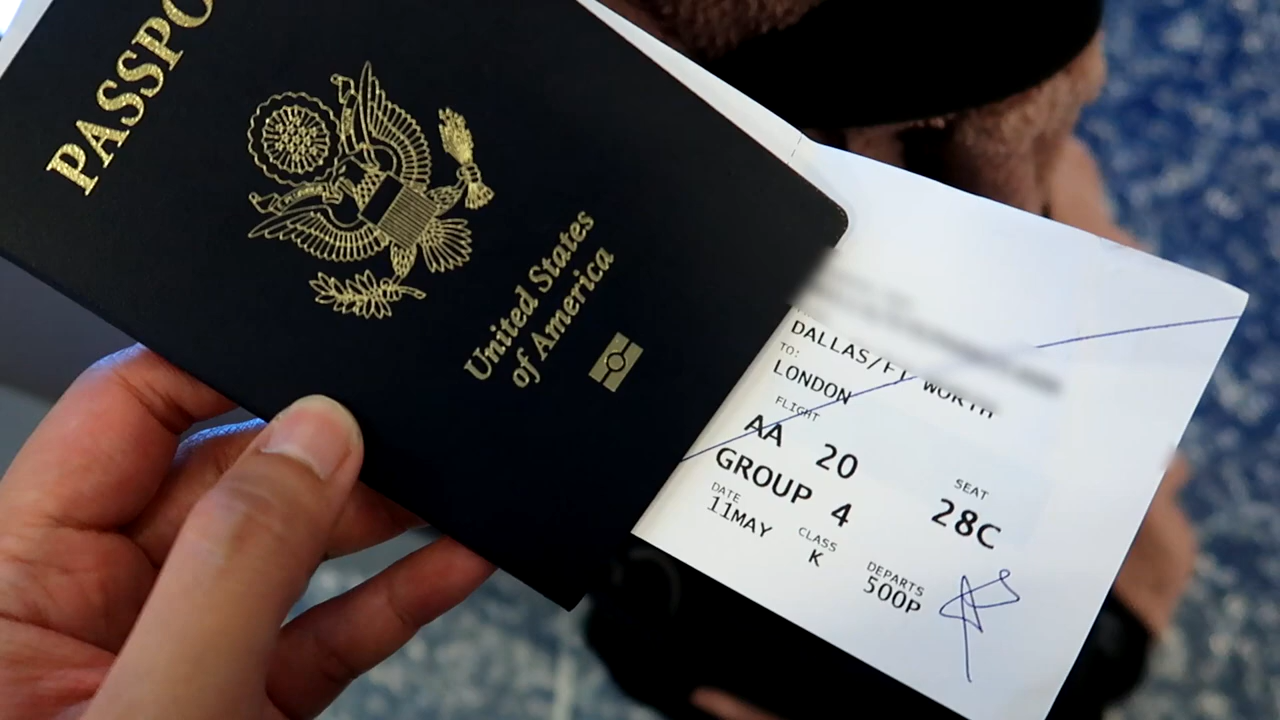 PASSPO
United States
of America
DALLAS/FT WORTH
TO:
LONDON
FLIGHT
AA 20
GROUP 4
SEAT
28C
DATE
11MAY
CLASS
K
DEPARTS
500P